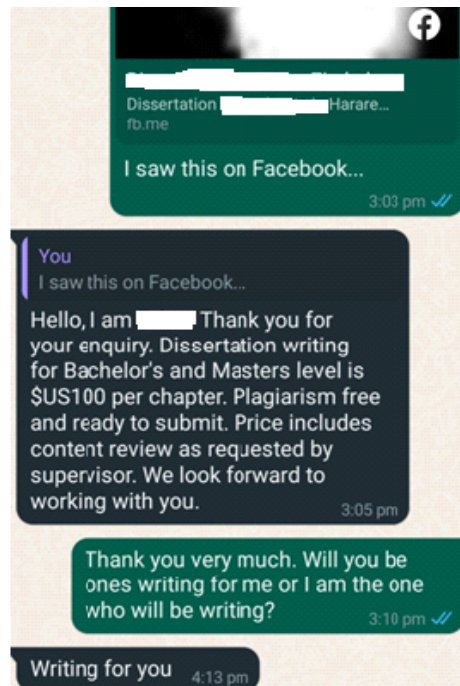 Dissertation Harare...
fb.me
I saw this on Facebook...
3:03 pm
You
I saw this on Facebook...
Hello, I am Thank you for
your enquiry. Dissertation writing
for Bachelor's and Masters level is
$US100 per chapter. Plagiarism free
and ready to submit. Price includes
content review as requested by
supervisor. We look forward to
working with you.
3:05 pm
Thank you very much. Will you be
ones writing for me or I am the one
who will be writing?
3:10 pm
Writing for you
4:13 pm